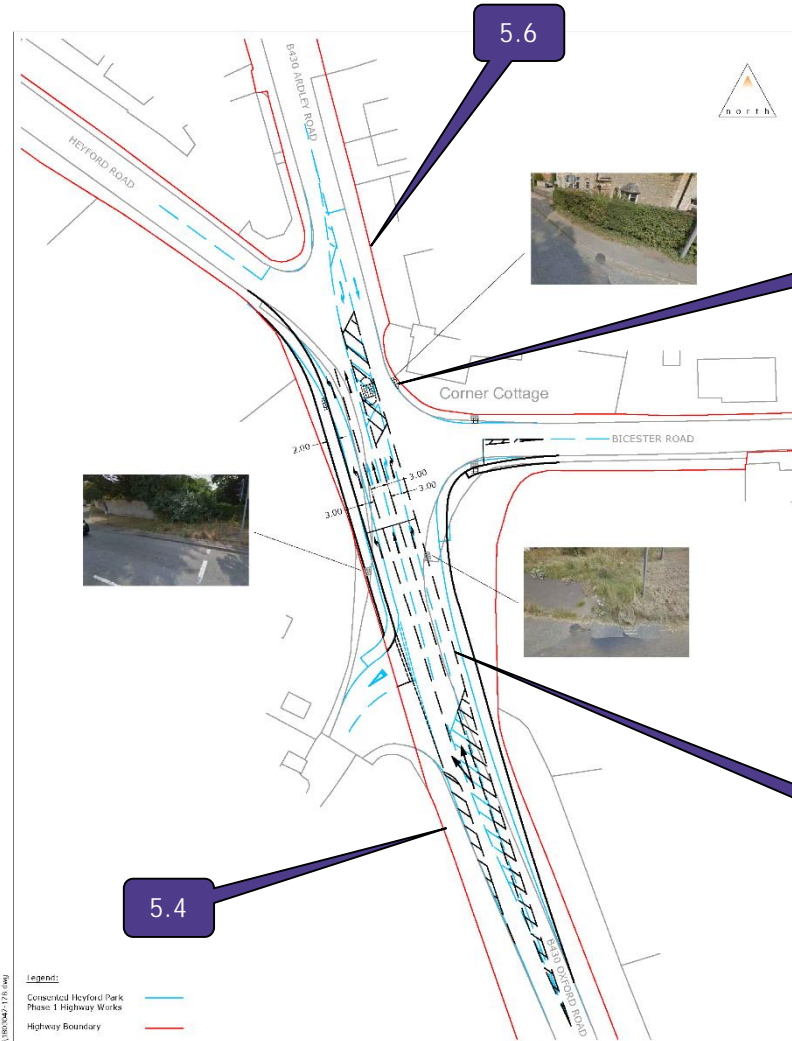 5.6
B430 ARDLEY ROAD
north
HEYFORD ROAD
Corner Cottage
BICESTER ROAD
2.00
3.00
3.00
3.00
5.4
B430 OXFORD ROAD
Legend:
Consented Heyford Park
Phase 1 Highway Works
Highway Boundary